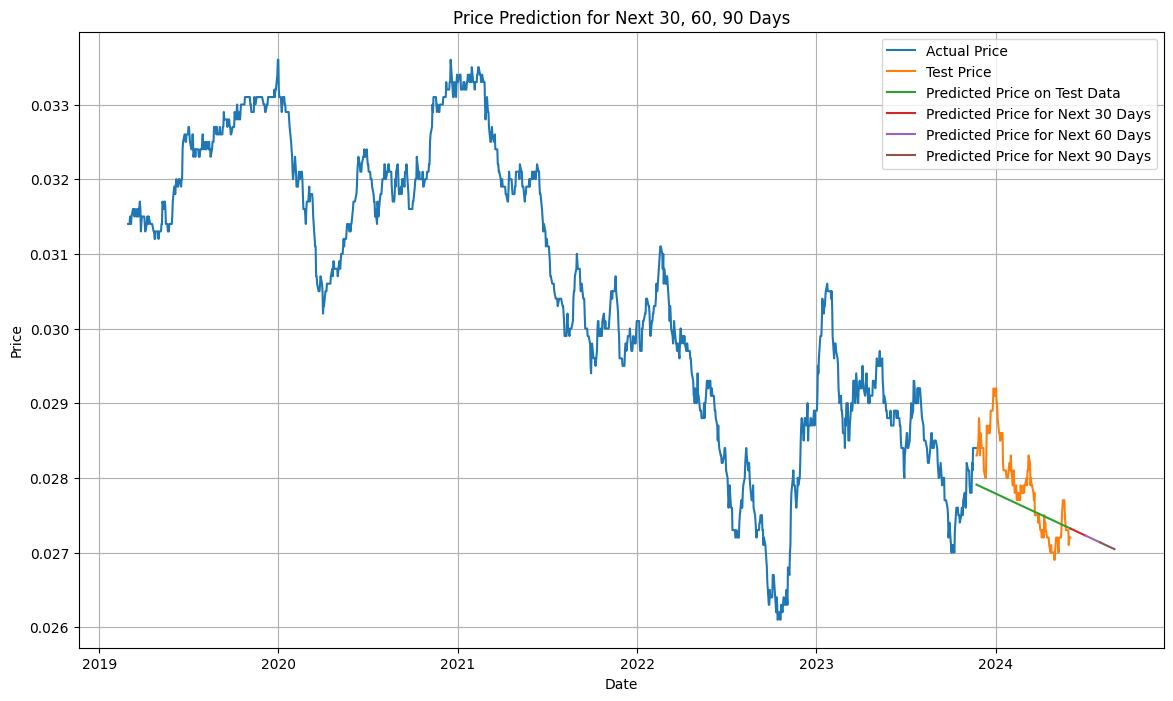 Price Prediction for Next 30, 60, 90 Days
Actual Price
Test Price
Predicted Price on Test Data
Predicted Price for Next 30 Days
Predicted Price for Next 60 Days
Predicted Price for Next 90 Days
Price
0.033
0.032
0.031
0.030
0.029
0.028
0.027
0.026
2019
2020
2021
2022
2023
2024
Date